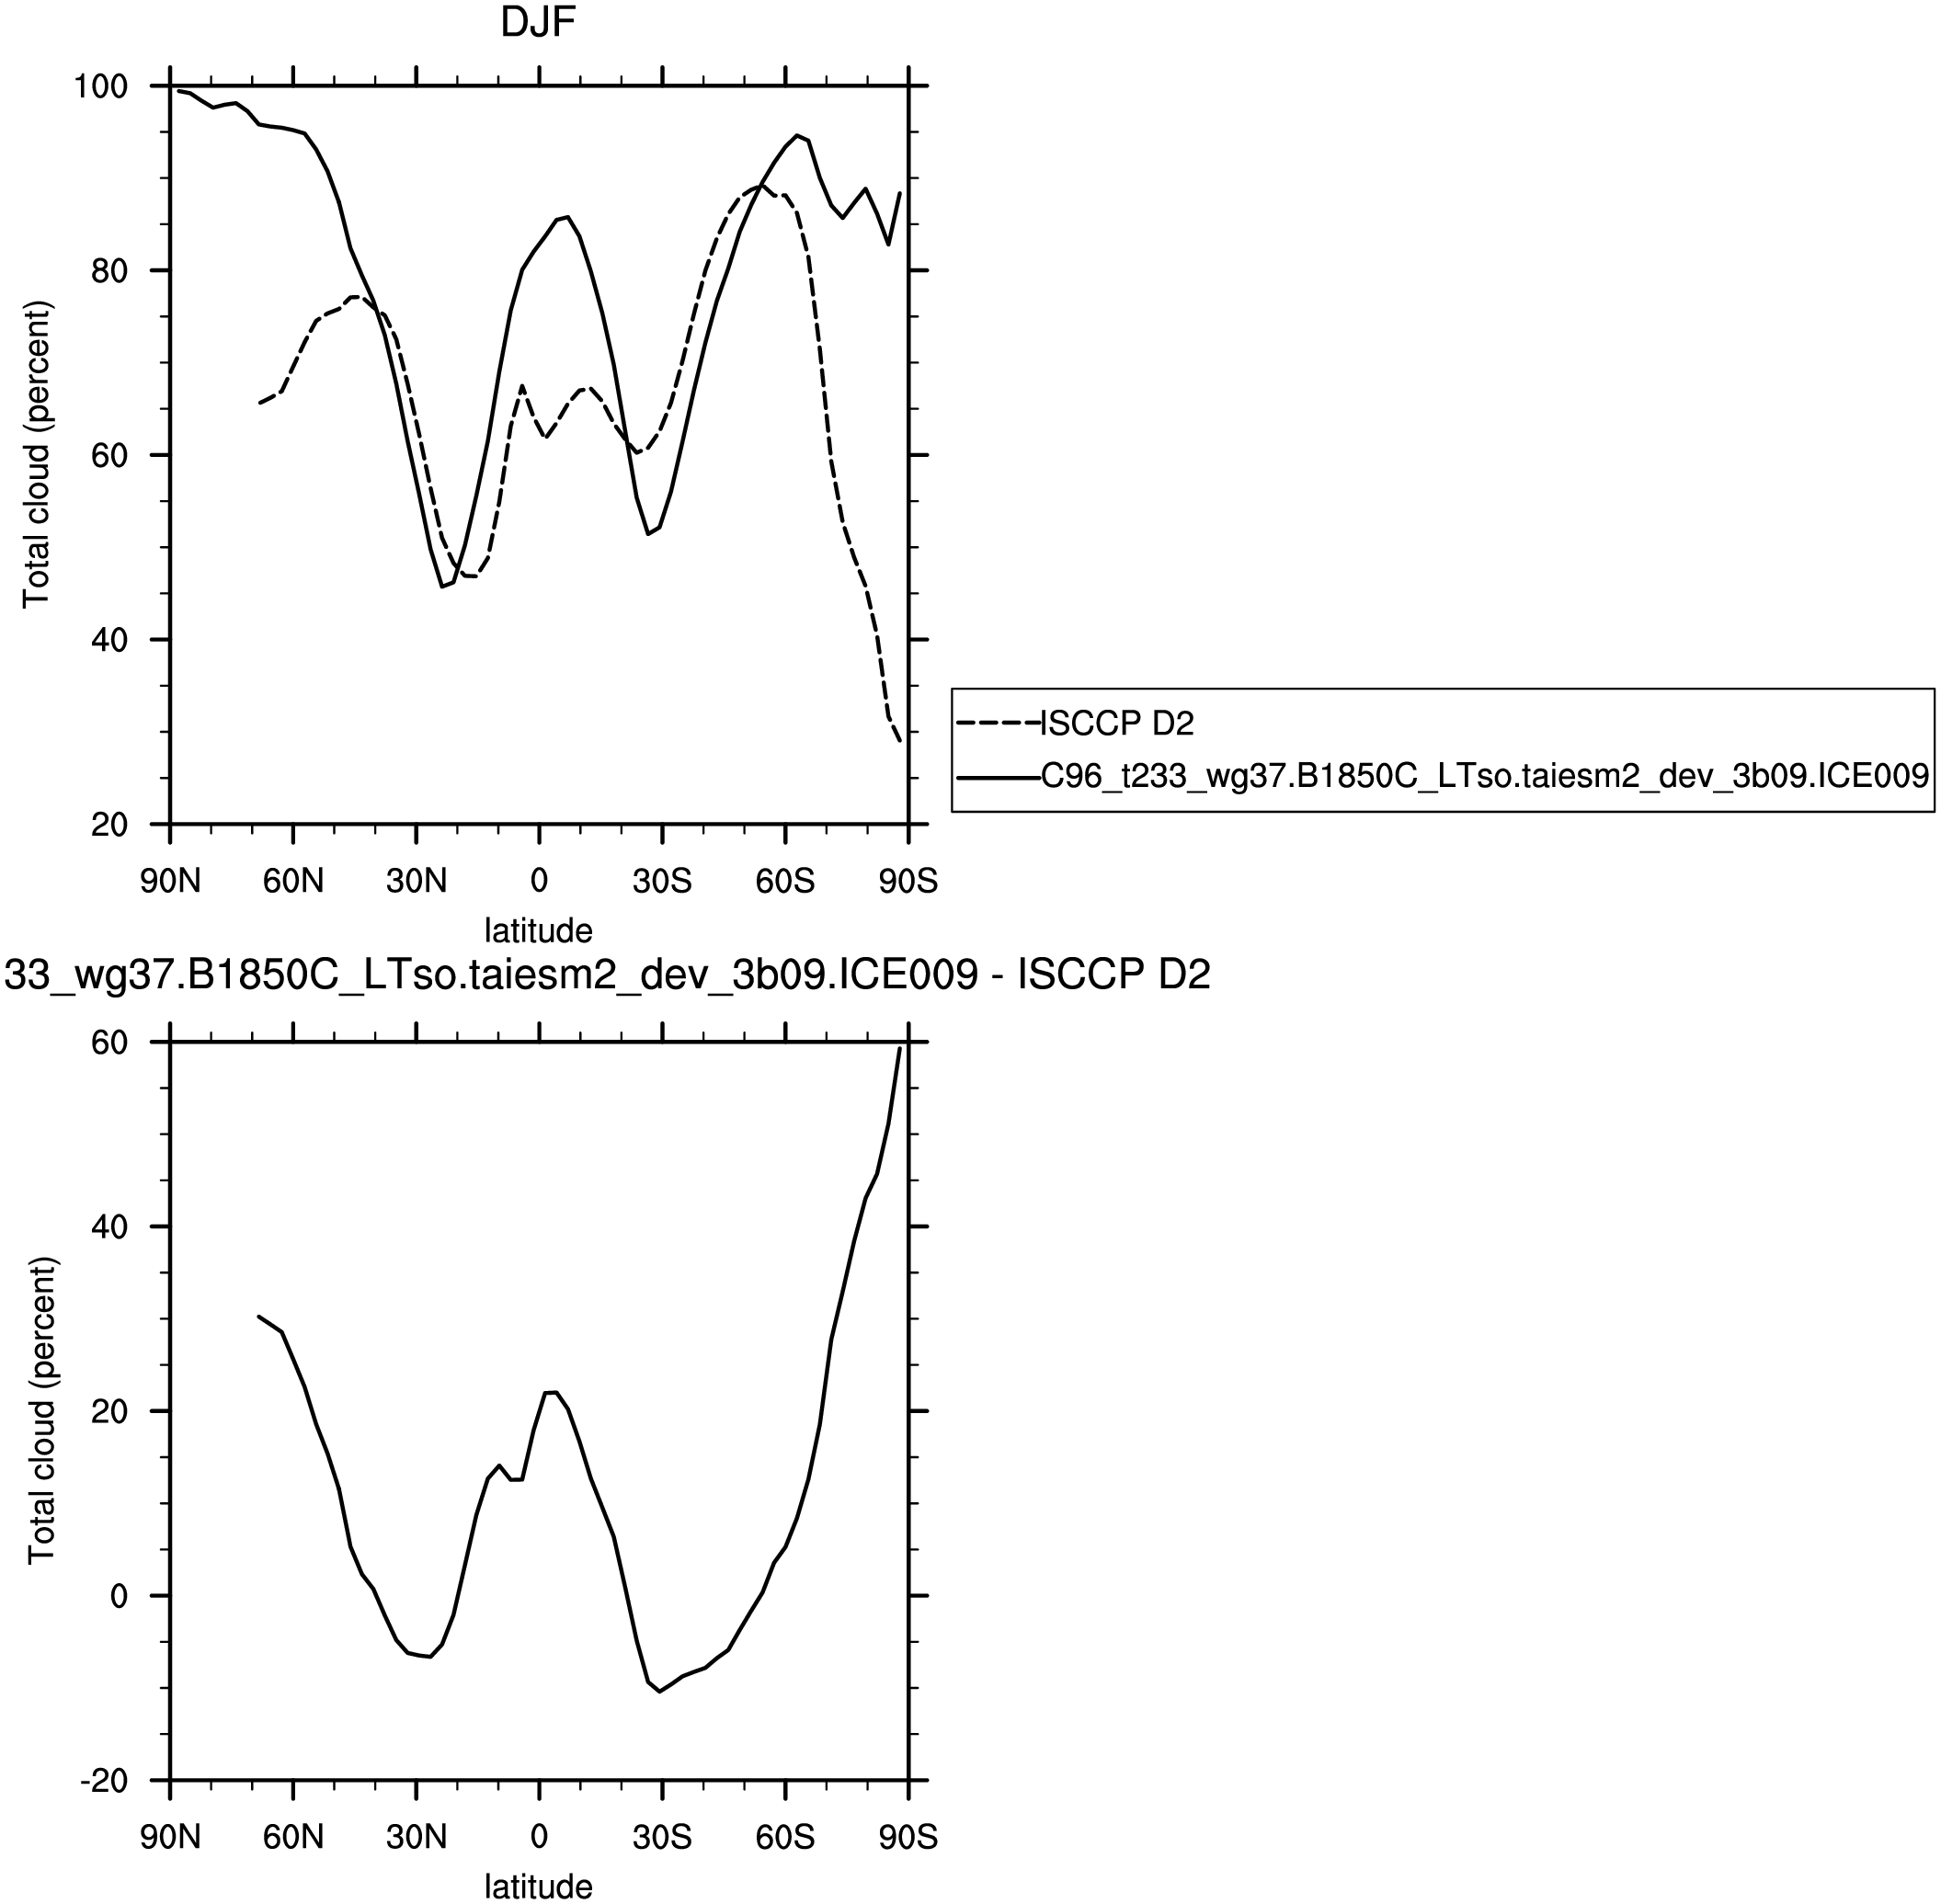 DJF
100
80
60
40
20
Total cloud (percent)
90N 60N 30N 0 30S 60S 90S
latitude
ISCCP D2
C96_t233_wg37.B1850C_LTso.taiesm2_dev_3b09.ICE009
33_wg37.B1850C_LTso.taiesm2_dev_3b09.ICE009 - ISCCP D2
60
40
20
0
-20
Total cloud (percent)
90N 60N 30N 0 30S 60S 90S
latitude